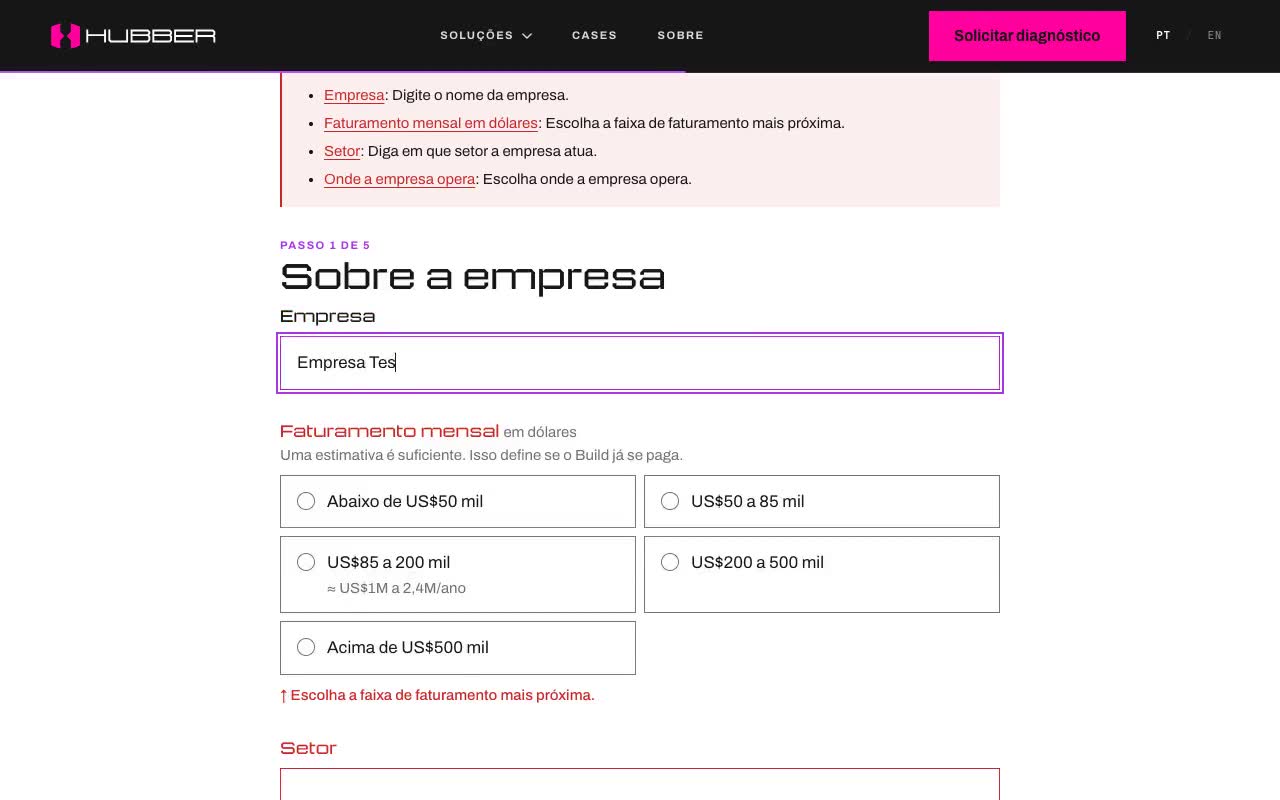 HUBBER
SOLUÇÕES
CASES
SOBRE
Solicitar diagnóstico
PT / EN
Empresa: Digite o nome da empresa.
Faturamento mensal em dólares: Escolha a faixa de faturamento mais próxima.
Setor: Diga em que setor a empresa atua.
Onde a empresa opera: Escolha onde a empresa opera.
PASSO 1 DE 5
Sobre a empresa
Empresa
Empresa Tes
Faturamento mensal em dólares
Uma estimativa é suficiente. Isso define se o Build já se paga.
Abaixo de US$50 mil
US$50 a 85 mil
US$85 a 200 mil
≈ US$1M a 2,4M/ano
US$200 a 500 mil
Acima de US$500 mil
↑ Escolha a faixa de faturamento mais próxima.
Setor